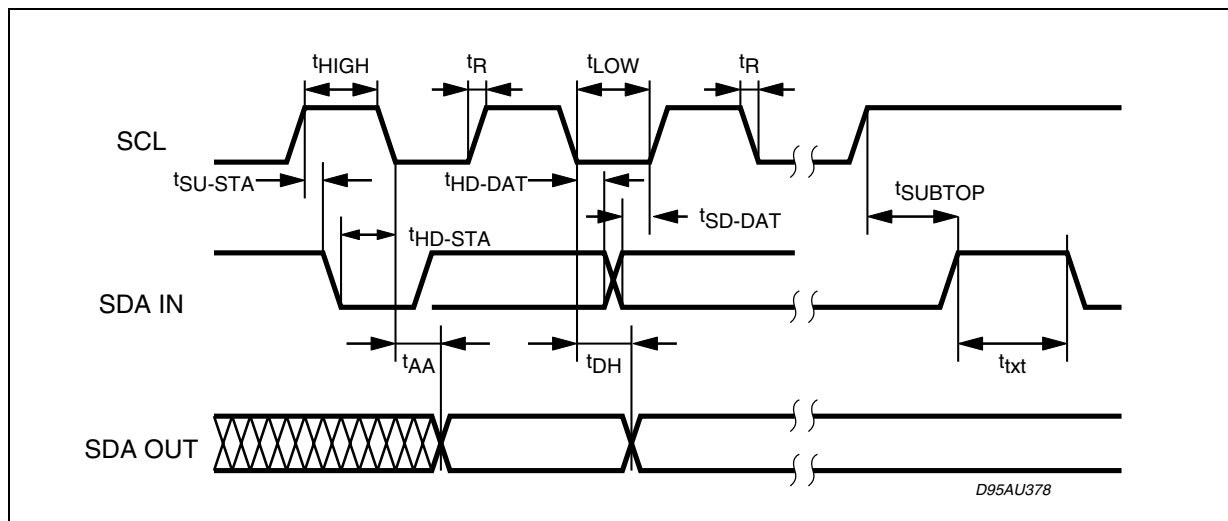 tHIGH
tR
tLOW
tR
SCL
tSU-STA
tHD-DAT
tSUBTOP
tSD-DAT
tHD-STA
SDA IN
tAA
tDH
ttxt
SDA OUT
D95AU378